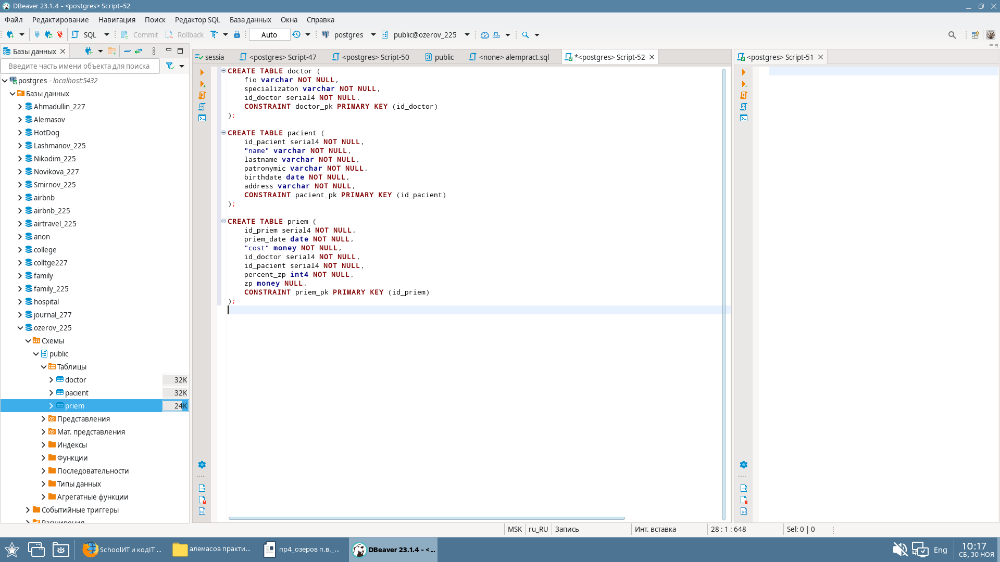 DBeaver 23.1.4 - <postgres> Script-52
Файл Редактирование Навигация Поиск Редактор SQL База данных Окна Справка
SQL Commit Rollback Auto postgres public@ozerov_225
Базы данных
Введите часть имени объекта для поиска
postgres - localhost:5432
Базы данных
Ahmadullin_227
Alemasov
HotDog
Lashmanov_225
Nikodim_225
Novikova_227
Smirnov_225
airbnb
airbnb_225
airtravel_225
anon
college
colltge227
family
family_225
hospital
journal_277
ozerov_225
Схемы
public
Таблицы
doctor 32K
pacient 32K
priem 24K
Представления
Мат. представления
Индексы
Функции
Последовательности
Типы данных
Агрегатные функции
Событийные триггеры
Расширения
sessia <postgres> Script-47 <postgres> Script-50 public <none> alempract.sql *<postgres> Script-52
CREATE TABLE doctor (
fio varchar NOT NULL,
specializaton varchar NOT NULL,
id_doctor serial4 NOT NULL,
CONSTRAINT doctor_pk PRIMARY KEY (id_doctor)
);
CREATE TABLE pacient (
id_pacient serial4 NOT NULL,
"name" varchar NOT NULL,
lastname varchar NOT NULL,
patronymic varchar NOT NULL,
birthdate date NOT NULL,
address varchar NOT NULL,
CONSTRAINT pacient_pk PRIMARY KEY (id_pacient)
);
CREATE TABLE priem (
id_priem serial4 NOT NULL,
priem_date date NOT NULL,
"cost" money NOT NULL,
id_doctor serial4 NOT NULL,
id_pacient serial4 NOT NULL,
percent_zp int4 NOT NULL,
zp money NULL,
CONSTRAINT priem_pk PRIMARY KEY (id_priem)
);
<postgres> Script-51
MSK ru_RU Запись Инт. вставка 28 : 1 : 648 Sel: 0 | 0
SchoolИТ и кодIT ... алемасов практи... пр4_озеров п.в._... DBeaver 23.1.4 - <... Eng 10:17
СБ, 30 НОЯ